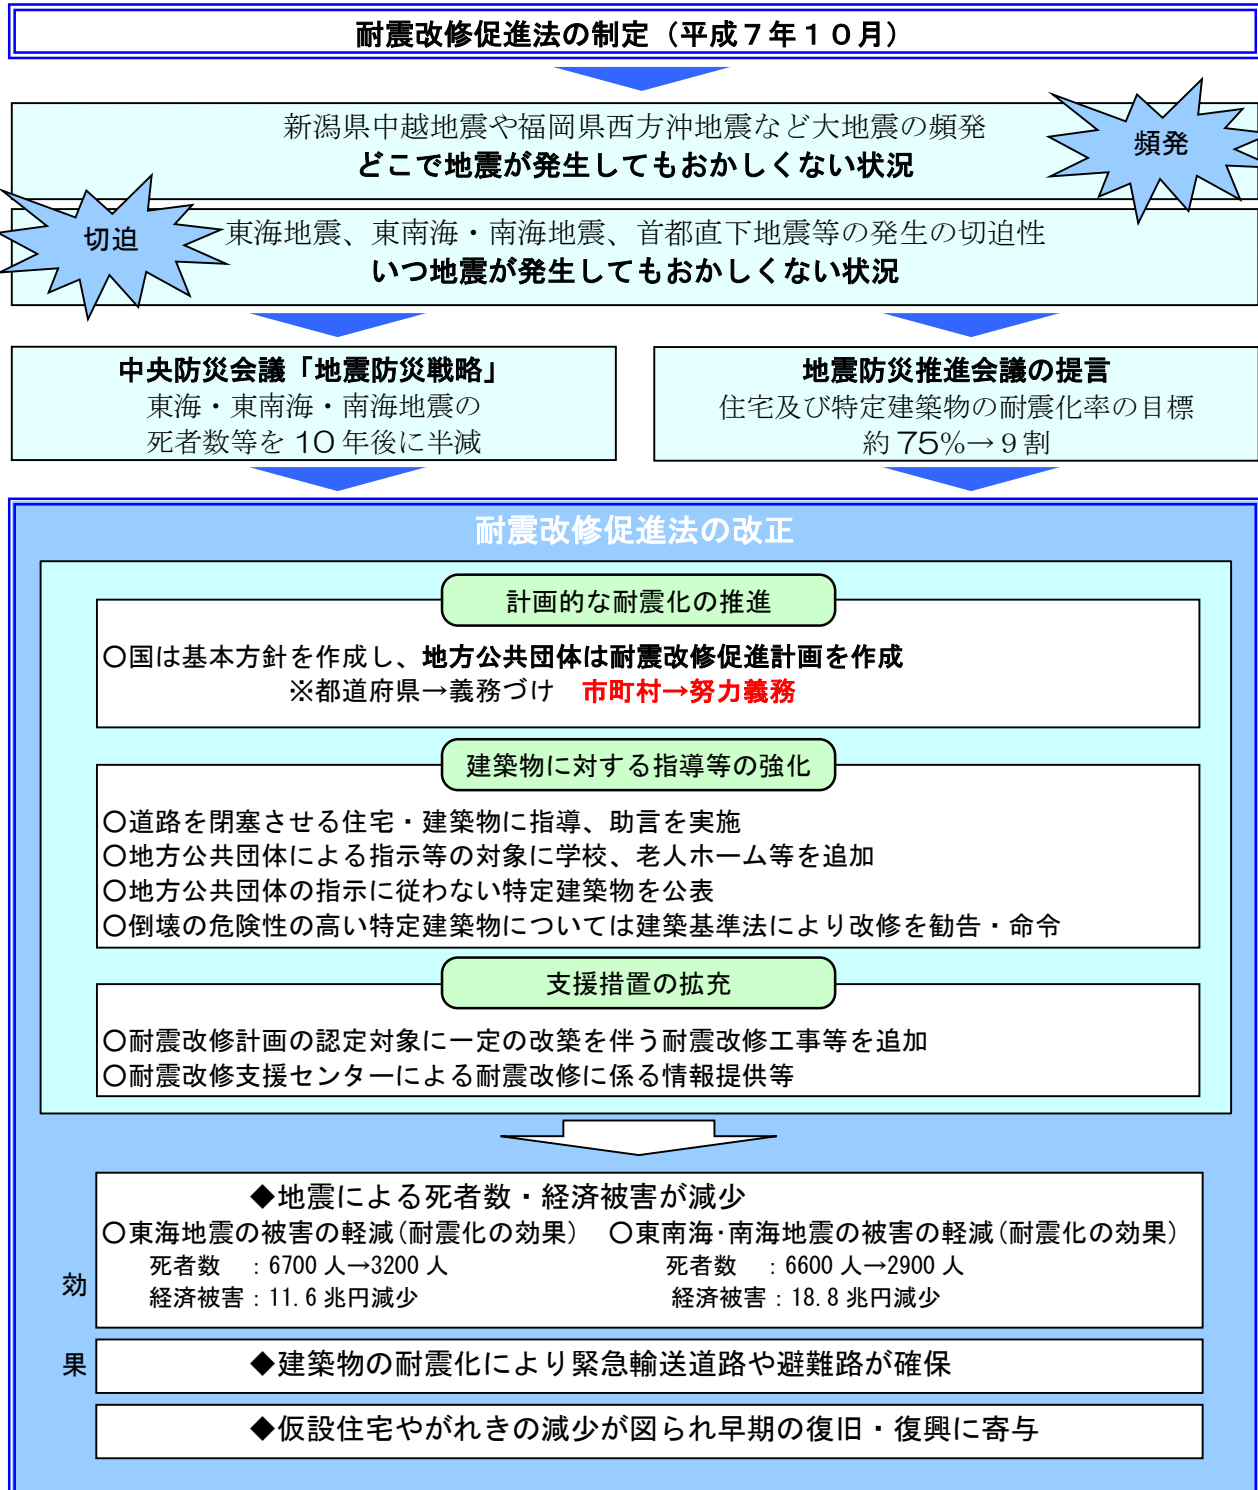 耐震改修促進法の制定（平成７年１０月）
新潟県中越地震や福岡県西方沖地震など大地震の頻発
どこで地震が発生してもおかしくない状況
頻発
切迫
東海地震、東南海・南海地震、首都直下地震等の発生の切迫性
いつ地震が発生してもおかしくない状況
中央防災会議「地震防災戦略」
東海・東南海・南海地震の
死者数等を 10 年後に半減
地震防災推進会議の提言
住宅及び特定建築物の耐震化率の目標
約 75%→９割
耐震改修促進法の改正
計画的な耐震化の推進
○国は基本方針を作成し、地方公共団体は耐震改修促進計画を作成
※都道府県→義務づけ　市町村→努力義務
建築物に対する指導等の強化
○道路を閉塞させる住宅・建築物に指導、助言を実施
○地方公共団体による指示等の対象に学校、老人ホーム等を追加
○地方公共団体の指示に従わない特定建築物を公表
○倒壊の危険性の高い特定建築物については建築基準法により改修を勧告・命令
支援措置の拡充
○耐震改修計画の認定対象に一定の改築を伴う耐震改修工事等を追加
○耐震改修支援センターによる耐震改修に係る情報提供等
効果
◆地震による死者数・経済被害が減少
○東海地震の被害の軽減(耐震化の効果)
死者数　：6700 人→3200 人
経済被害：11.6 兆円減少
○東南海･南海地震の被害の軽減(耐震化の効果)
死者数　：6600 人→2900 人
経済被害：18.8 兆円減少
◆建築物の耐震化により緊急輸送道路や避難路が確保
◆仮設住宅やがれきの減少が図られ早期の復旧・復興に寄与